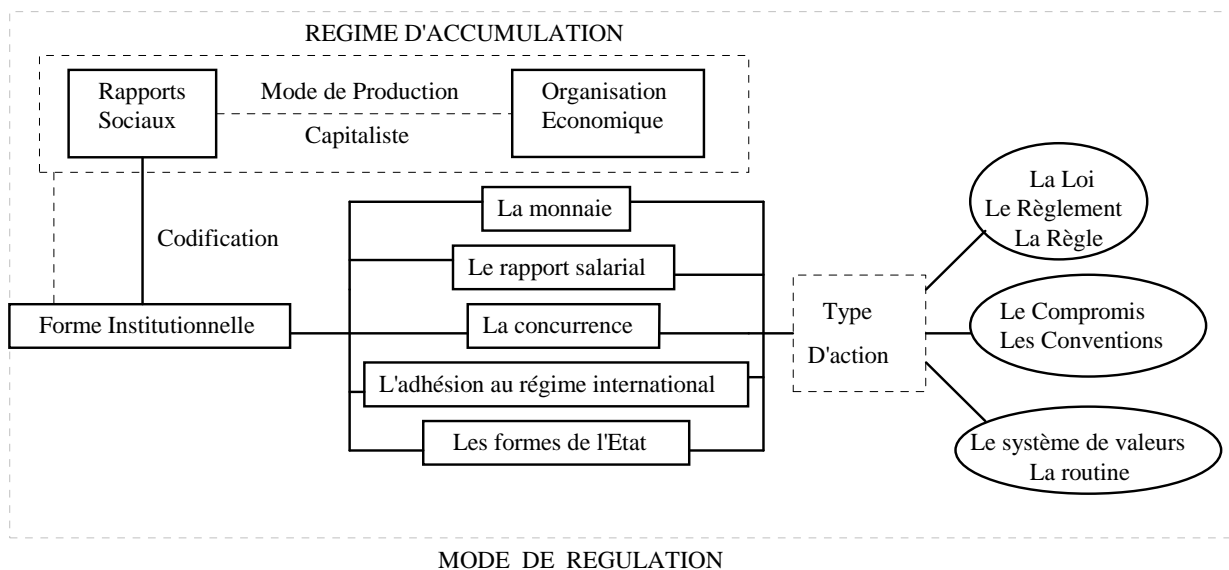 REGIME D'ACCUMULATION
Rapports
Sociaux
Mode de Production
Capitaliste
Organisation
Economique
Codification
Forme Institutionnelle
La monnaie
Le rapport salarial
La concurrence
L'adhésion au régime international
Les formes de l'Etat
Type
D'action
La Loi
Le Règlement
La Règle
Le Compromis
Les Conventions
Le système de valeurs
La routine
MODE DE REGULATION